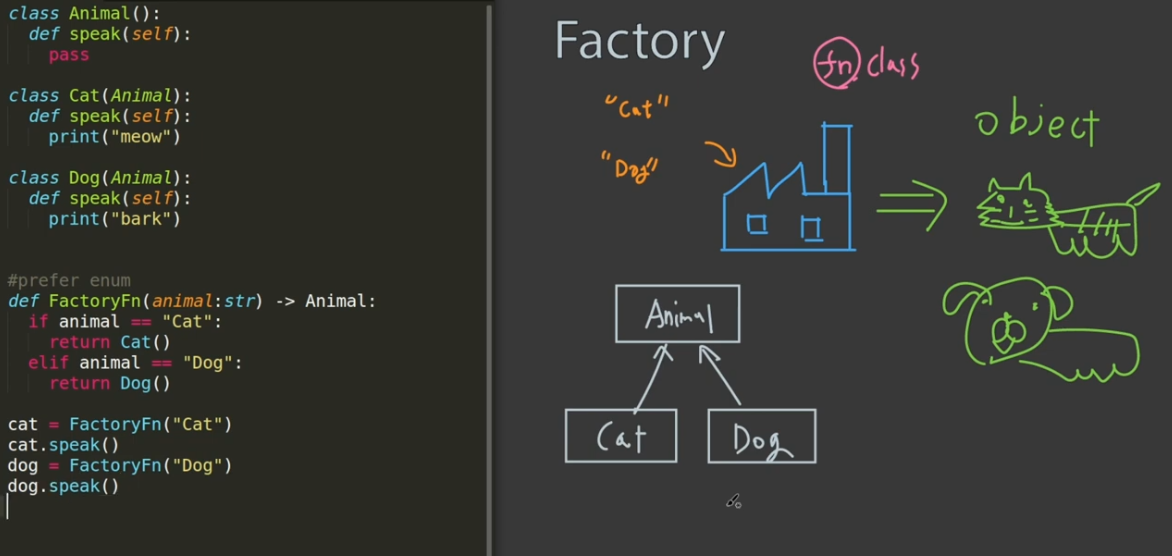 class Animal():
def speak(self):
pass
class Cat(Animal):
def speak(self):
print("meow")
class Dog(Animal):
def speak(self):
print("bark")
#prefer enum
def FactoryFn(animal:str) -> Animal:
if animal == "Cat":
return Cat()
elif animal == "Dog":
return Dog()
cat = FactoryFn("Cat")
cat.speak()
dog = FactoryFn("Dog")
dog.speak()
Factory
fn class
"Cat"
"Dog"
object
Animal
Cat
Dog